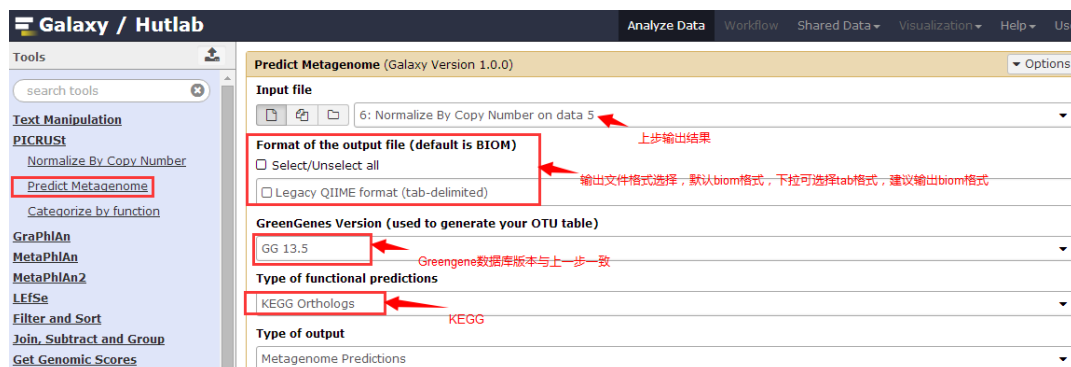 Galaxy / Hutlab
Analyze Data Workflow Shared Data Visualization Help Us
Tools
search tools
Text Manipulation
PICRUSt
Normalize By Copy Number
Predict Metagenome
Categorize by function
GraPhlAn
MetaPhlAn
MetaPhlAn2
LEfSe
Filter and Sort
Join, Subtract and Group
Get Genomic Scores
Predict Metagenome (Galaxy Version 1.0.0)
Options
Input file
6: Normalize By Copy Number on data 5
上步输出结果
Format of the output file (default is BIOM)
Select/Unselect all
Legacy QIIME format (tab-delimited)
输出文件格式选择，默认biom格式，下拉可选择tab格式，建议输出biom格式
GreenGenes Version (used to generate your OTU table)
GG 13.5
Greengene数据库版本与上一步一致
Type of functional predictions
KEGG Orthologs
KEGG
Type of output
Metagenome Predictions